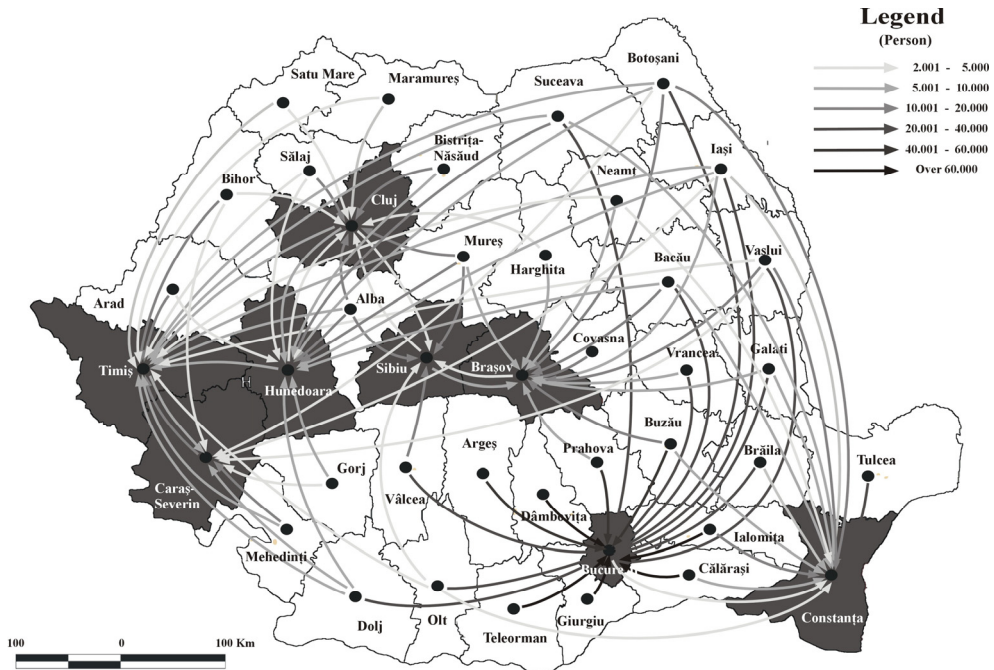 Legend
(Person)
2.001 - 5.000
5.001 - 10.000
10.001 - 20.000
20.001 - 40.000
40.001 - 60.000
Over 60.000
Botoșani
Satu Mare
Maramureș
Suceava
Bistrița-
Năsăud
Iași
Sălaj
Neamț
Bihor
Cluj
Mureș
Vaslui
Harghita
Bacău
Arad
Alba
Covasna
Vrancea
Galati
Timiș
H
Hunedoara
Sibiu
Brașov
Buzău
Argeș
Prahova
Brăila
Tulcea
Gorj
Vâlcea
Caraș-
Severin
Dâmbovița
Ialomița
Mehedinți
Bucura
Călărași
Constanța
Dolj
Olt
Giurgiu
Teleorman
100 0 100 Km